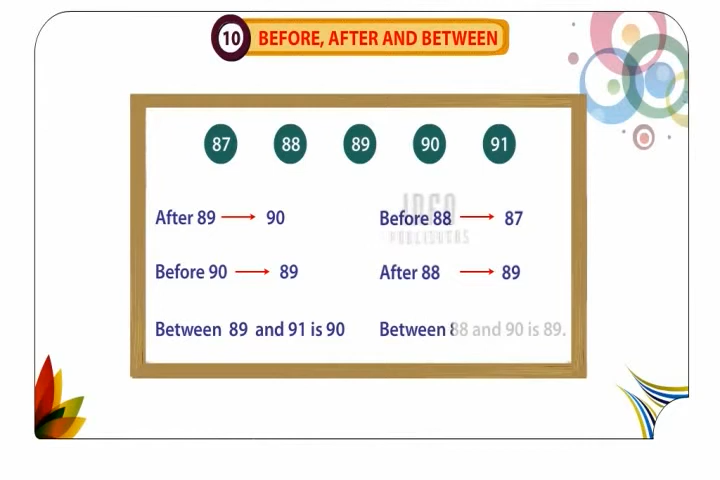 10 BEFORE, AFTER AND BETWEEN
87 88 89 90 91
After 89 → 90
Before 88 → 87
Before 90 → 89
After 88 → 89
Between 89 and 91 is 90
Between 88 and 90 is 89.
PUBLISHERS